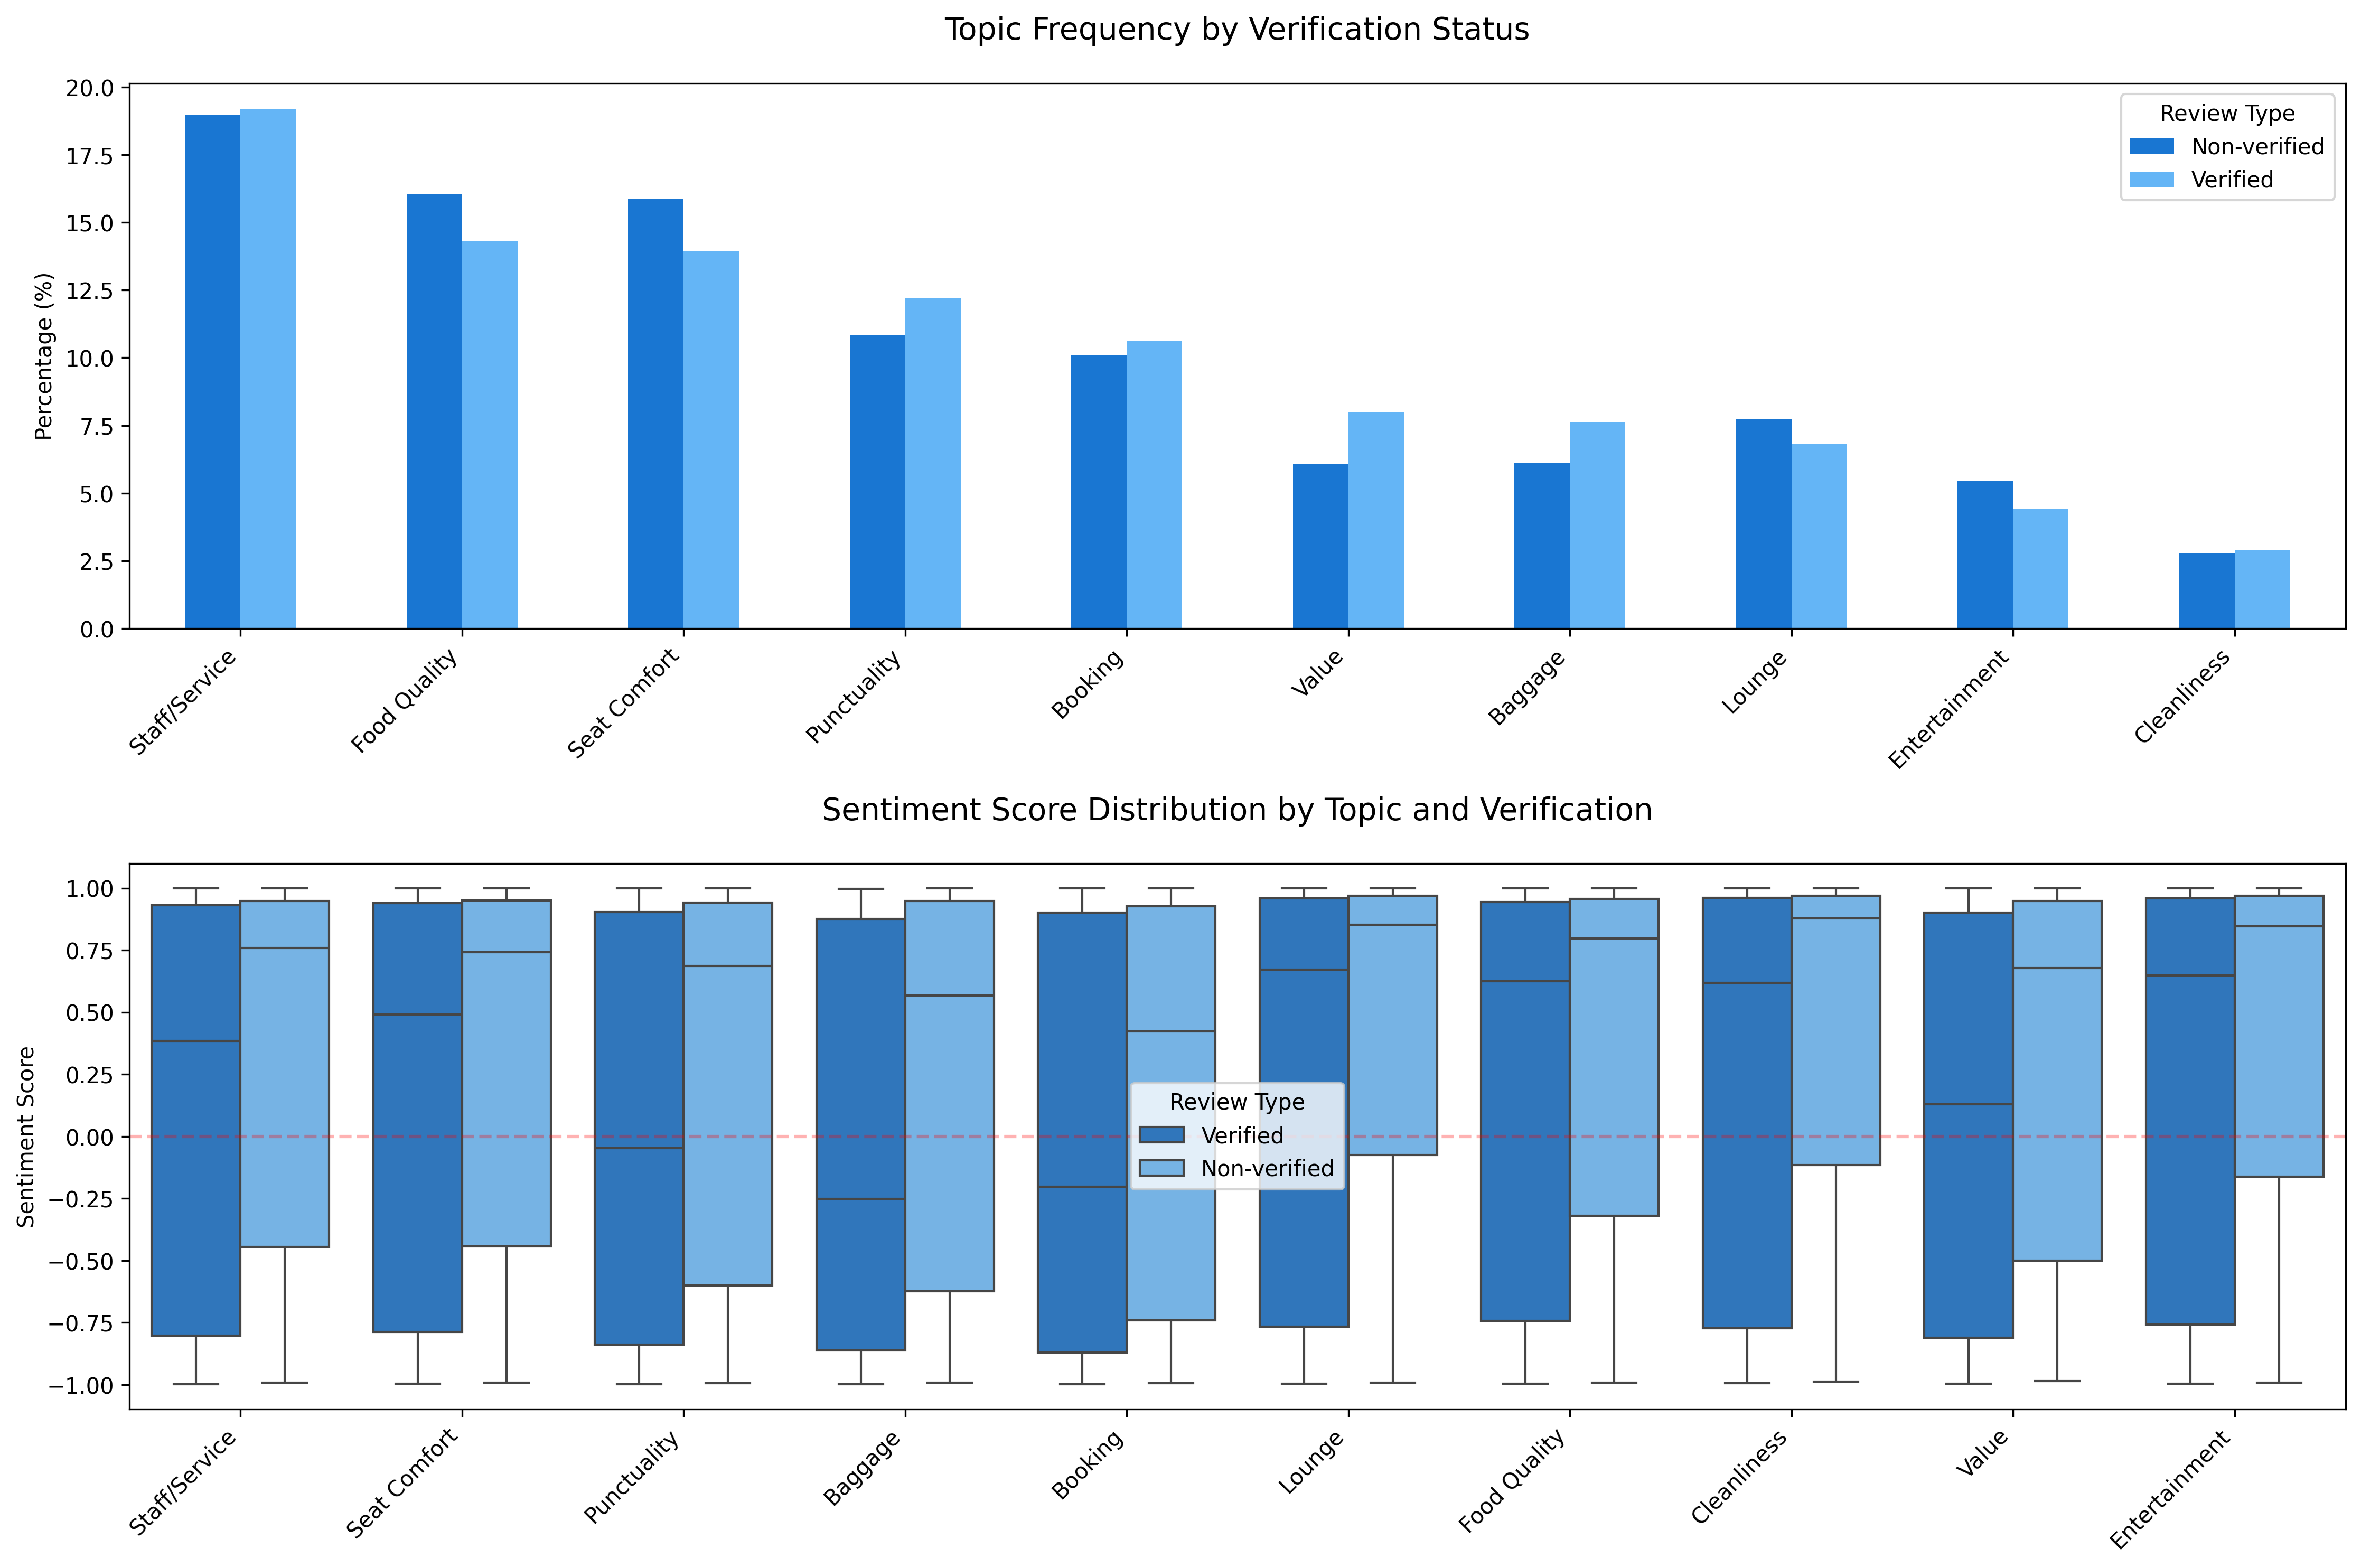 Topic Frequency by Verification Status
Percentage (%)
20.0
17.5
15.0
12.5
10.0
7.5
5.0
2.5
0.0
Review Type
Non-verified
Verified
Staff/Service
Food Quality
Seat Comfort
Punctuality
Booking
Value
Baggage
Lounge
Entertainment
Cleanliness
Sentiment Score Distribution by Topic and Verification
Sentiment Score
1.00
0.75
0.50
0.25
0.00
−0.25
−0.50
−0.75
−1.00
Review Type
Verified
Non-verified
Staff/Service
Seat Comfort
Punctuality
Baggage
Booking
Lounge
Food Quality
Cleanliness
Value
Entertainment